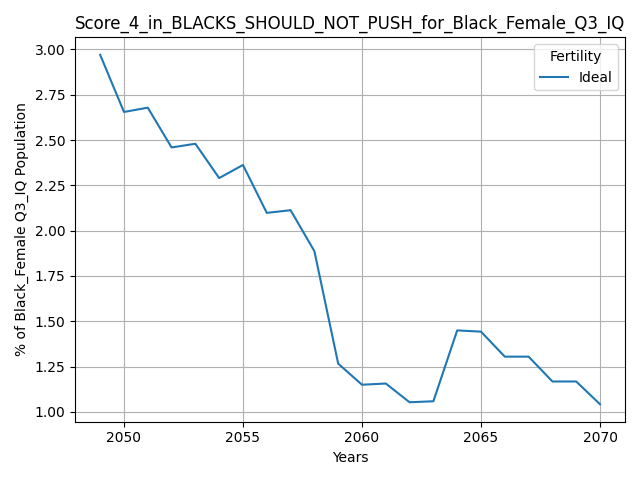 Score_4_in_BLACKS_SHOULD_NOT_PUSH_for_Black_Female_Q3_IQ
Fertility
Ideal
% of Black_Female Q3_IQ Population
3.00
2.75
2.50
2.25
2.00
1.75
1.50
1.25
1.00
2050 2055 2060 2065 2070
Years